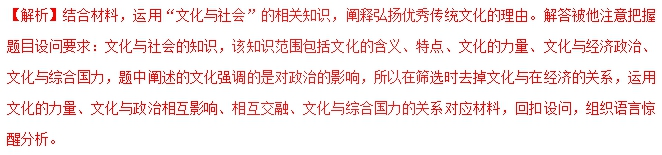 【解析】结合材料，运用“文化与社会”的相关知识，阐释弘扬优秀传统文化的理由。解答被他注意把握
题目设问要求：文化与社会的知识，该知识范围包括文化的含义、特点、文化的力量、文化与经济政治、
文化与综合国力，题中阐述的文化强调的是对政治的影响，所以在筛选时去掉文化与在经济的关系，运用
文化的力量、文化与政治相互影响、相互交融、文化与综合国力的关系对应材料，回扣设问，组织语言惊
醒分析。